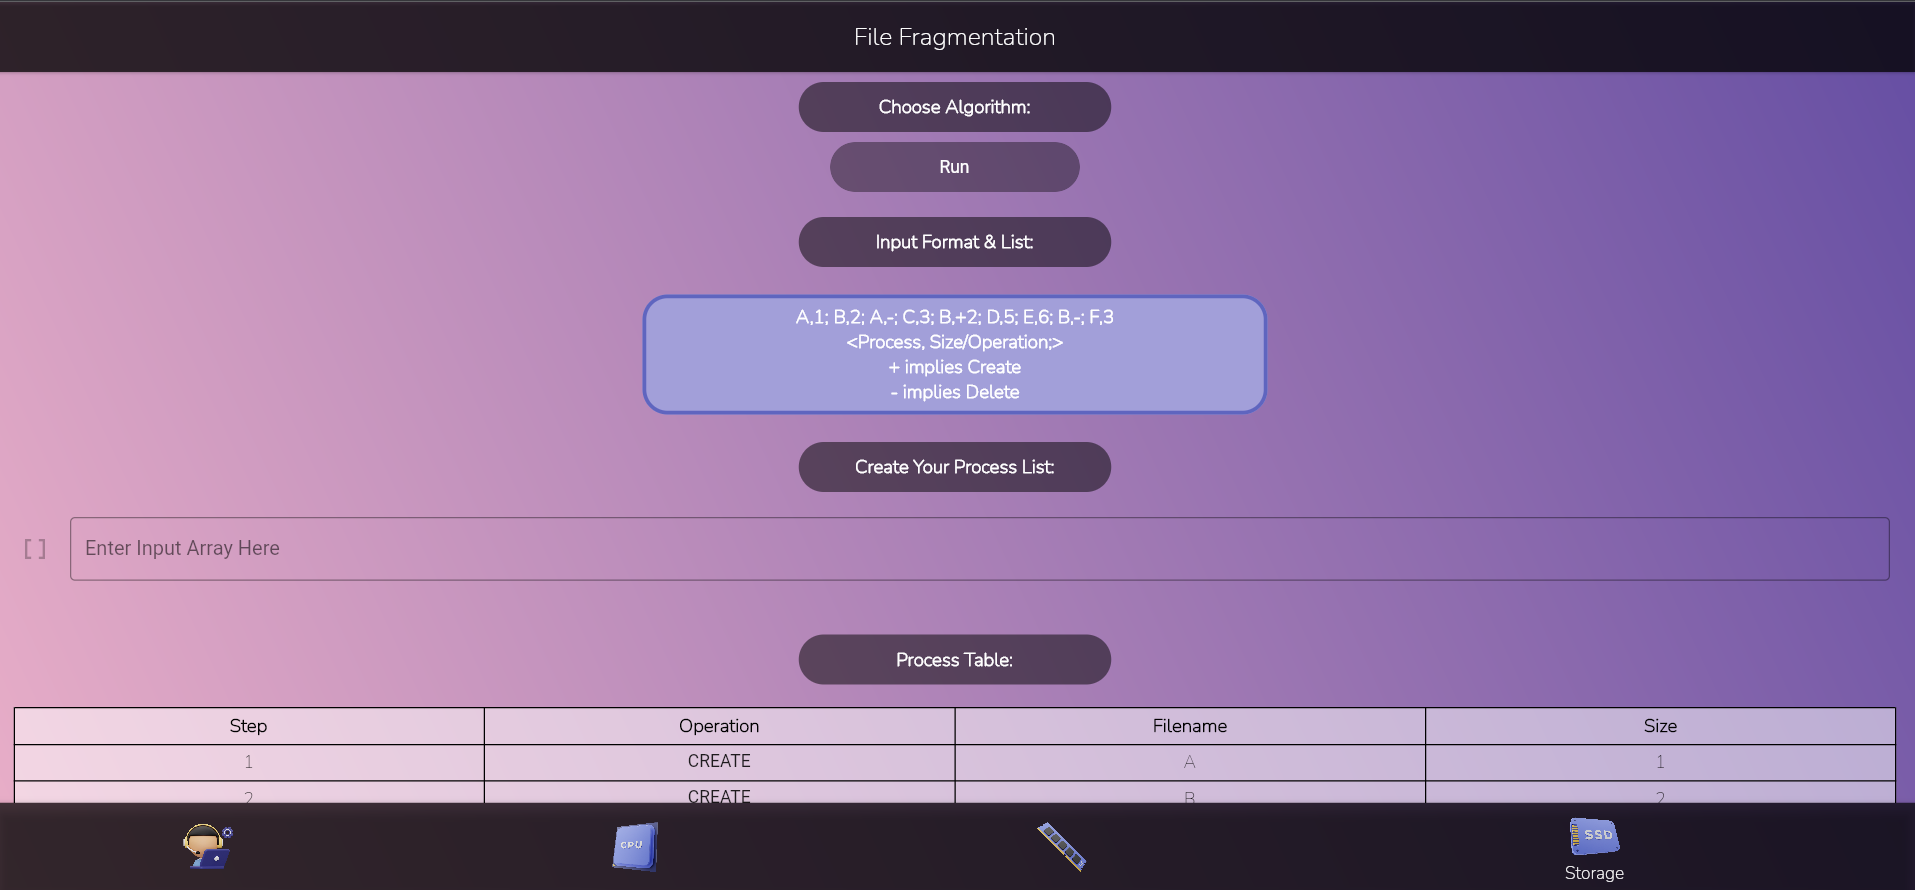 File Fragmentation
Choose Algorithm:
Run
Input Format & List:
A,1; B,2; A,-; C,3; B,+2; D,5; E,6; B,-; F,3
<Process, Size/Operation;>
+ implies Create
- implies Delete
Create Your Process List:
[ ] Enter Input Array Here
Process Table:
Step Operation Filename Size
1 CREATE A 1
2 CREATE B 2
CPU SSD
Storage